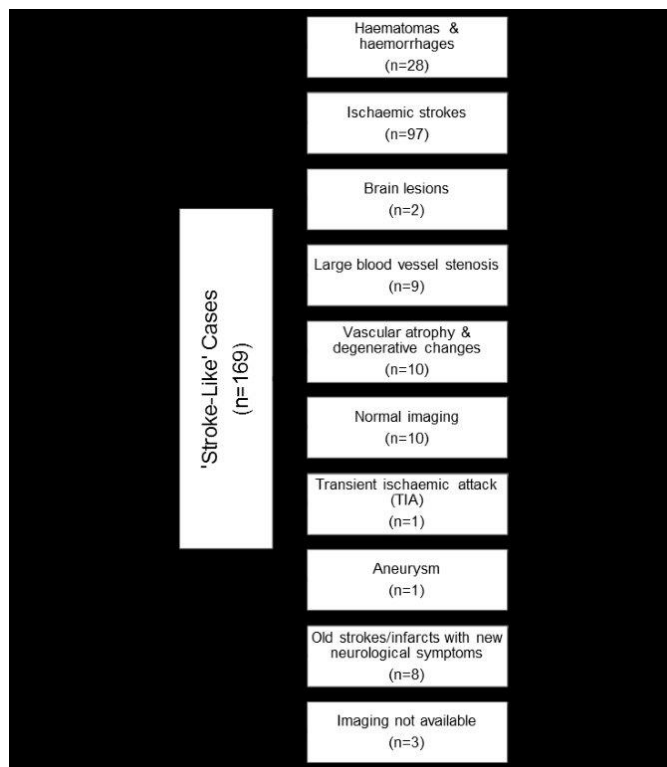 'Stroke-Like' Cases
(n=169)
Haematomas &
haemorrhages
(n=28)
Ischaemic strokes
(n=97)
Brain lesions
(n=2)
Large blood vessel stenosis
(n=9)
Vascular atrophy &
degenerative changes
(n=10)
Normal imaging
(n=10)
Transient ischaemic attack
(TIA)
(n=1)
Aneurysm
(n=1)
Old strokes/infarcts with new
neurological symptoms
(n=8)
Imaging not available
(n=3)